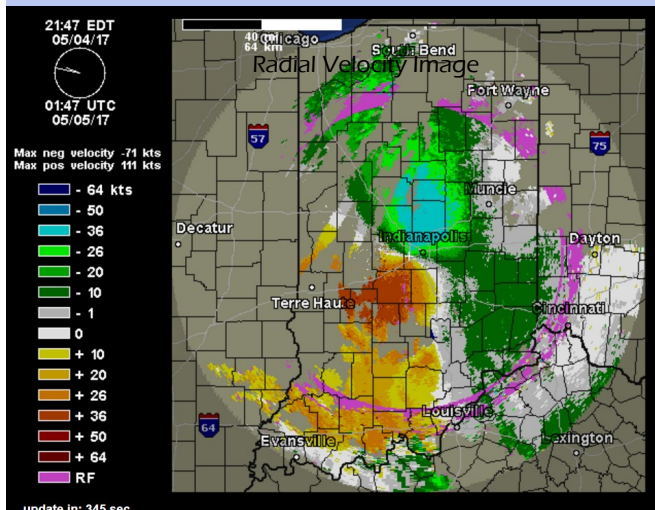 21:47 EDT
05/04/17
01:47 UTC
05/05/17
Max neg velocity -71 kts
Max pos velocity 111 kts
- 64 kts
- 50
- 36
- 26
- 20
- 10
- 1
0
+ 10
+ 20
+ 26
+ 36
+ 50
+ 64
RF
update in: 345 sec
40 mi
64 km
Chicago
South Bend
Radial Velocity Image
Fort Wayne
57
75
Muncie
Decatur
Indianapolis
Dayton
Terre Haute
Cincinnati
Louisville
64
Evansville
Lexington